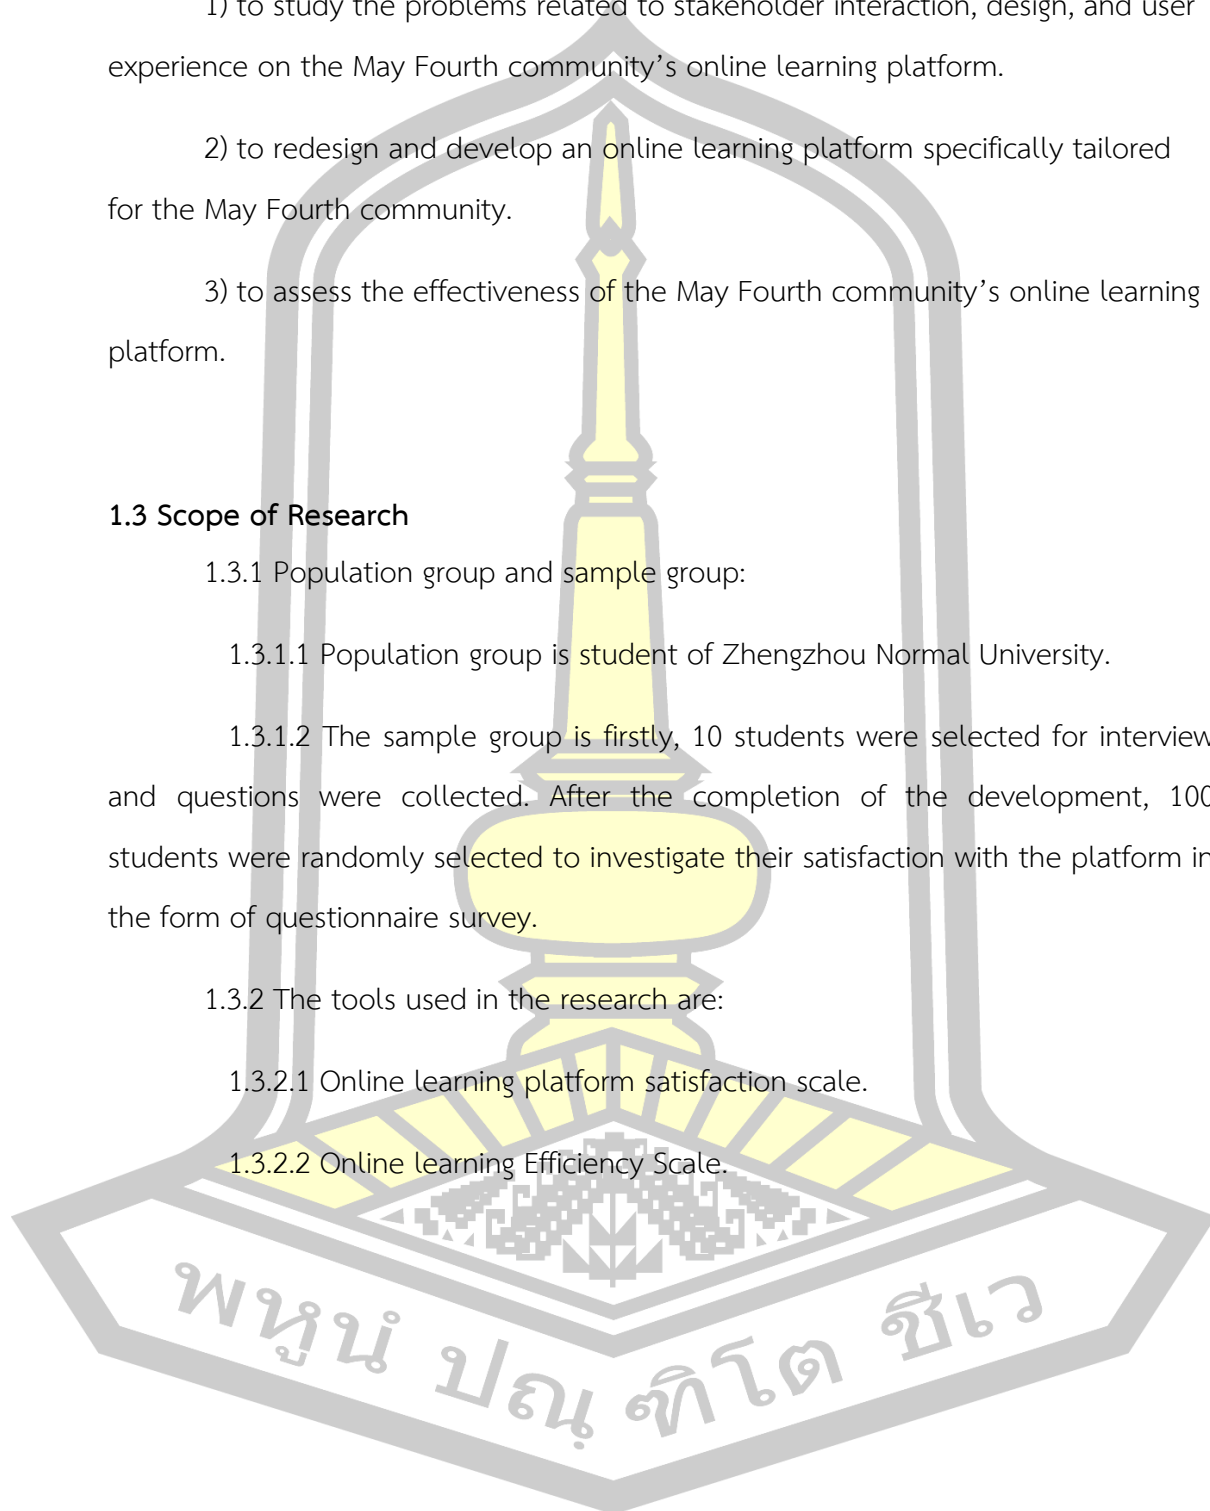 1) to study the problems related to stakeholder interaction, design, and user
experience on the May Fourth community’s online learning platform.
2) to redesign and develop an online learning platform specifically tailored
for the May Fourth community.
3) to assess the effectiveness of the May Fourth community’s online learning
platform.
1.3 Scope of Research
1.3.1 Population group and sample group:
1.3.1.1 Population group is student of Zhengzhou Normal University.
1.3.1.2 The sample group is firstly, 10 students were selected for interview
and questions were collected. After the completion of the development, 100
students were randomly selected to investigate their satisfaction with the platform in
the form of questionnaire survey.
1.3.2 The tools used in the research are:
1.3.2.1 Online learning platform satisfaction scale.
1.3.2.2 Online learning Efficiency Scale.
พหูนํ ปณฺฑิโต ชีเว